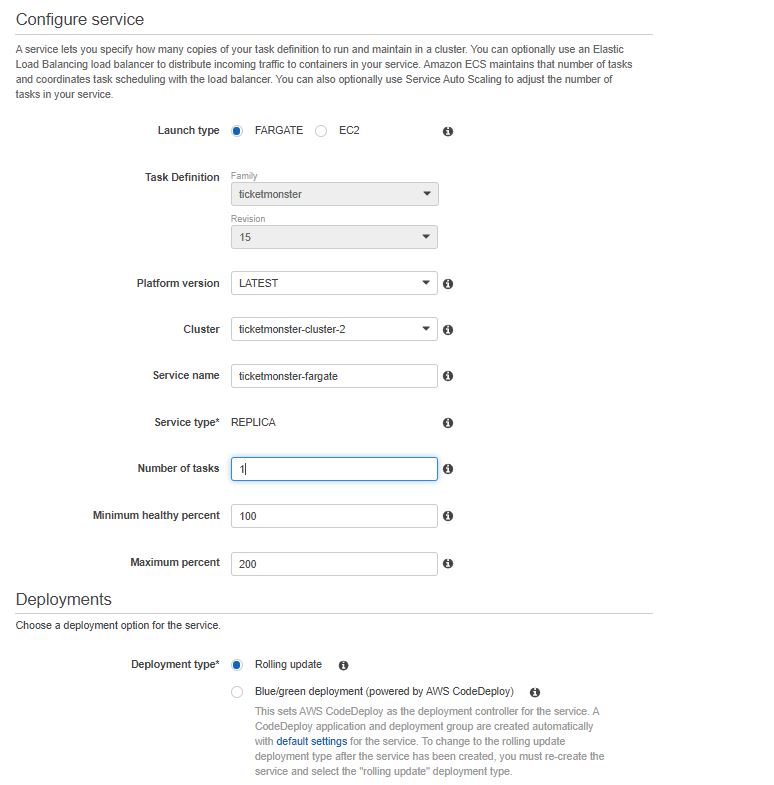 Configure service
A service lets you specify how many copies of your task definition to run and maintain in a cluster. You can optionally use an Elastic
Load Balancing load balancer to distribute incoming traffic to containers in your service. Amazon ECS maintains that number of tasks
and coordinates task scheduling with the load balancer. You can also optionally use Service Auto Scaling to adjust the number of
tasks in your service.
Launch type FARGATE EC2
Task Definition Family
ticketmonster
Revision
15
Platform version LATEST
Cluster ticketmonster-cluster-2
Service name ticketmonster-fargate
Service type* REPLICA
Number of tasks 1
Minimum healthy percent 100
Maximum percent 200
Deployments
Choose a deployment option for the service.
Deployment type* Rolling update
Blue/green deployment (powered by AWS CodeDeploy)
This sets AWS CodeDeploy as the deployment controller for the service. A
CodeDeploy application and deployment group are created automatically
with default settings for the service. To change to the rolling update
deployment type after the service has been created, you must re-create the
service and select the "rolling update" deployment type.